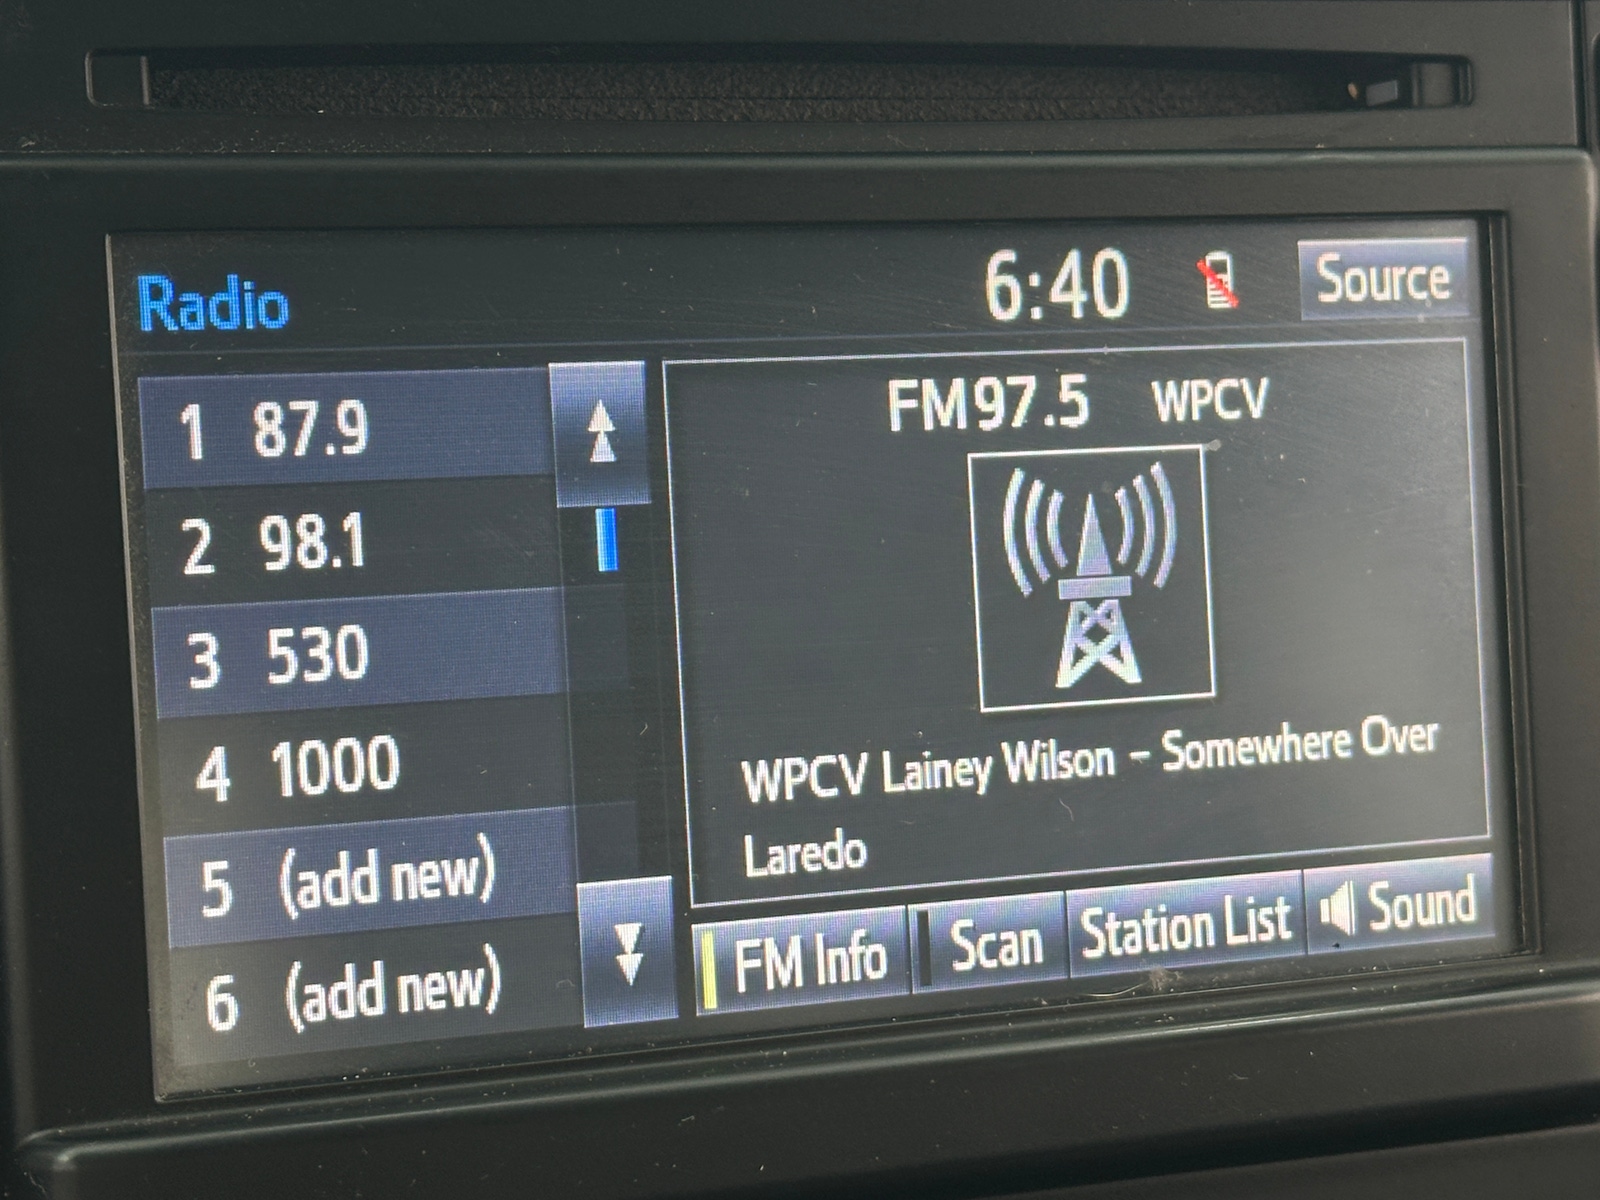 Radio
6:40
Source
1 87.9
2 98.1
3 530
4 1000
5 (add new)
6 (add new)
FM97.5 WPCV
WPCV Lainey Wilson - Somewhere Over
Laredo
FM Info
Scan
Station List
Sound